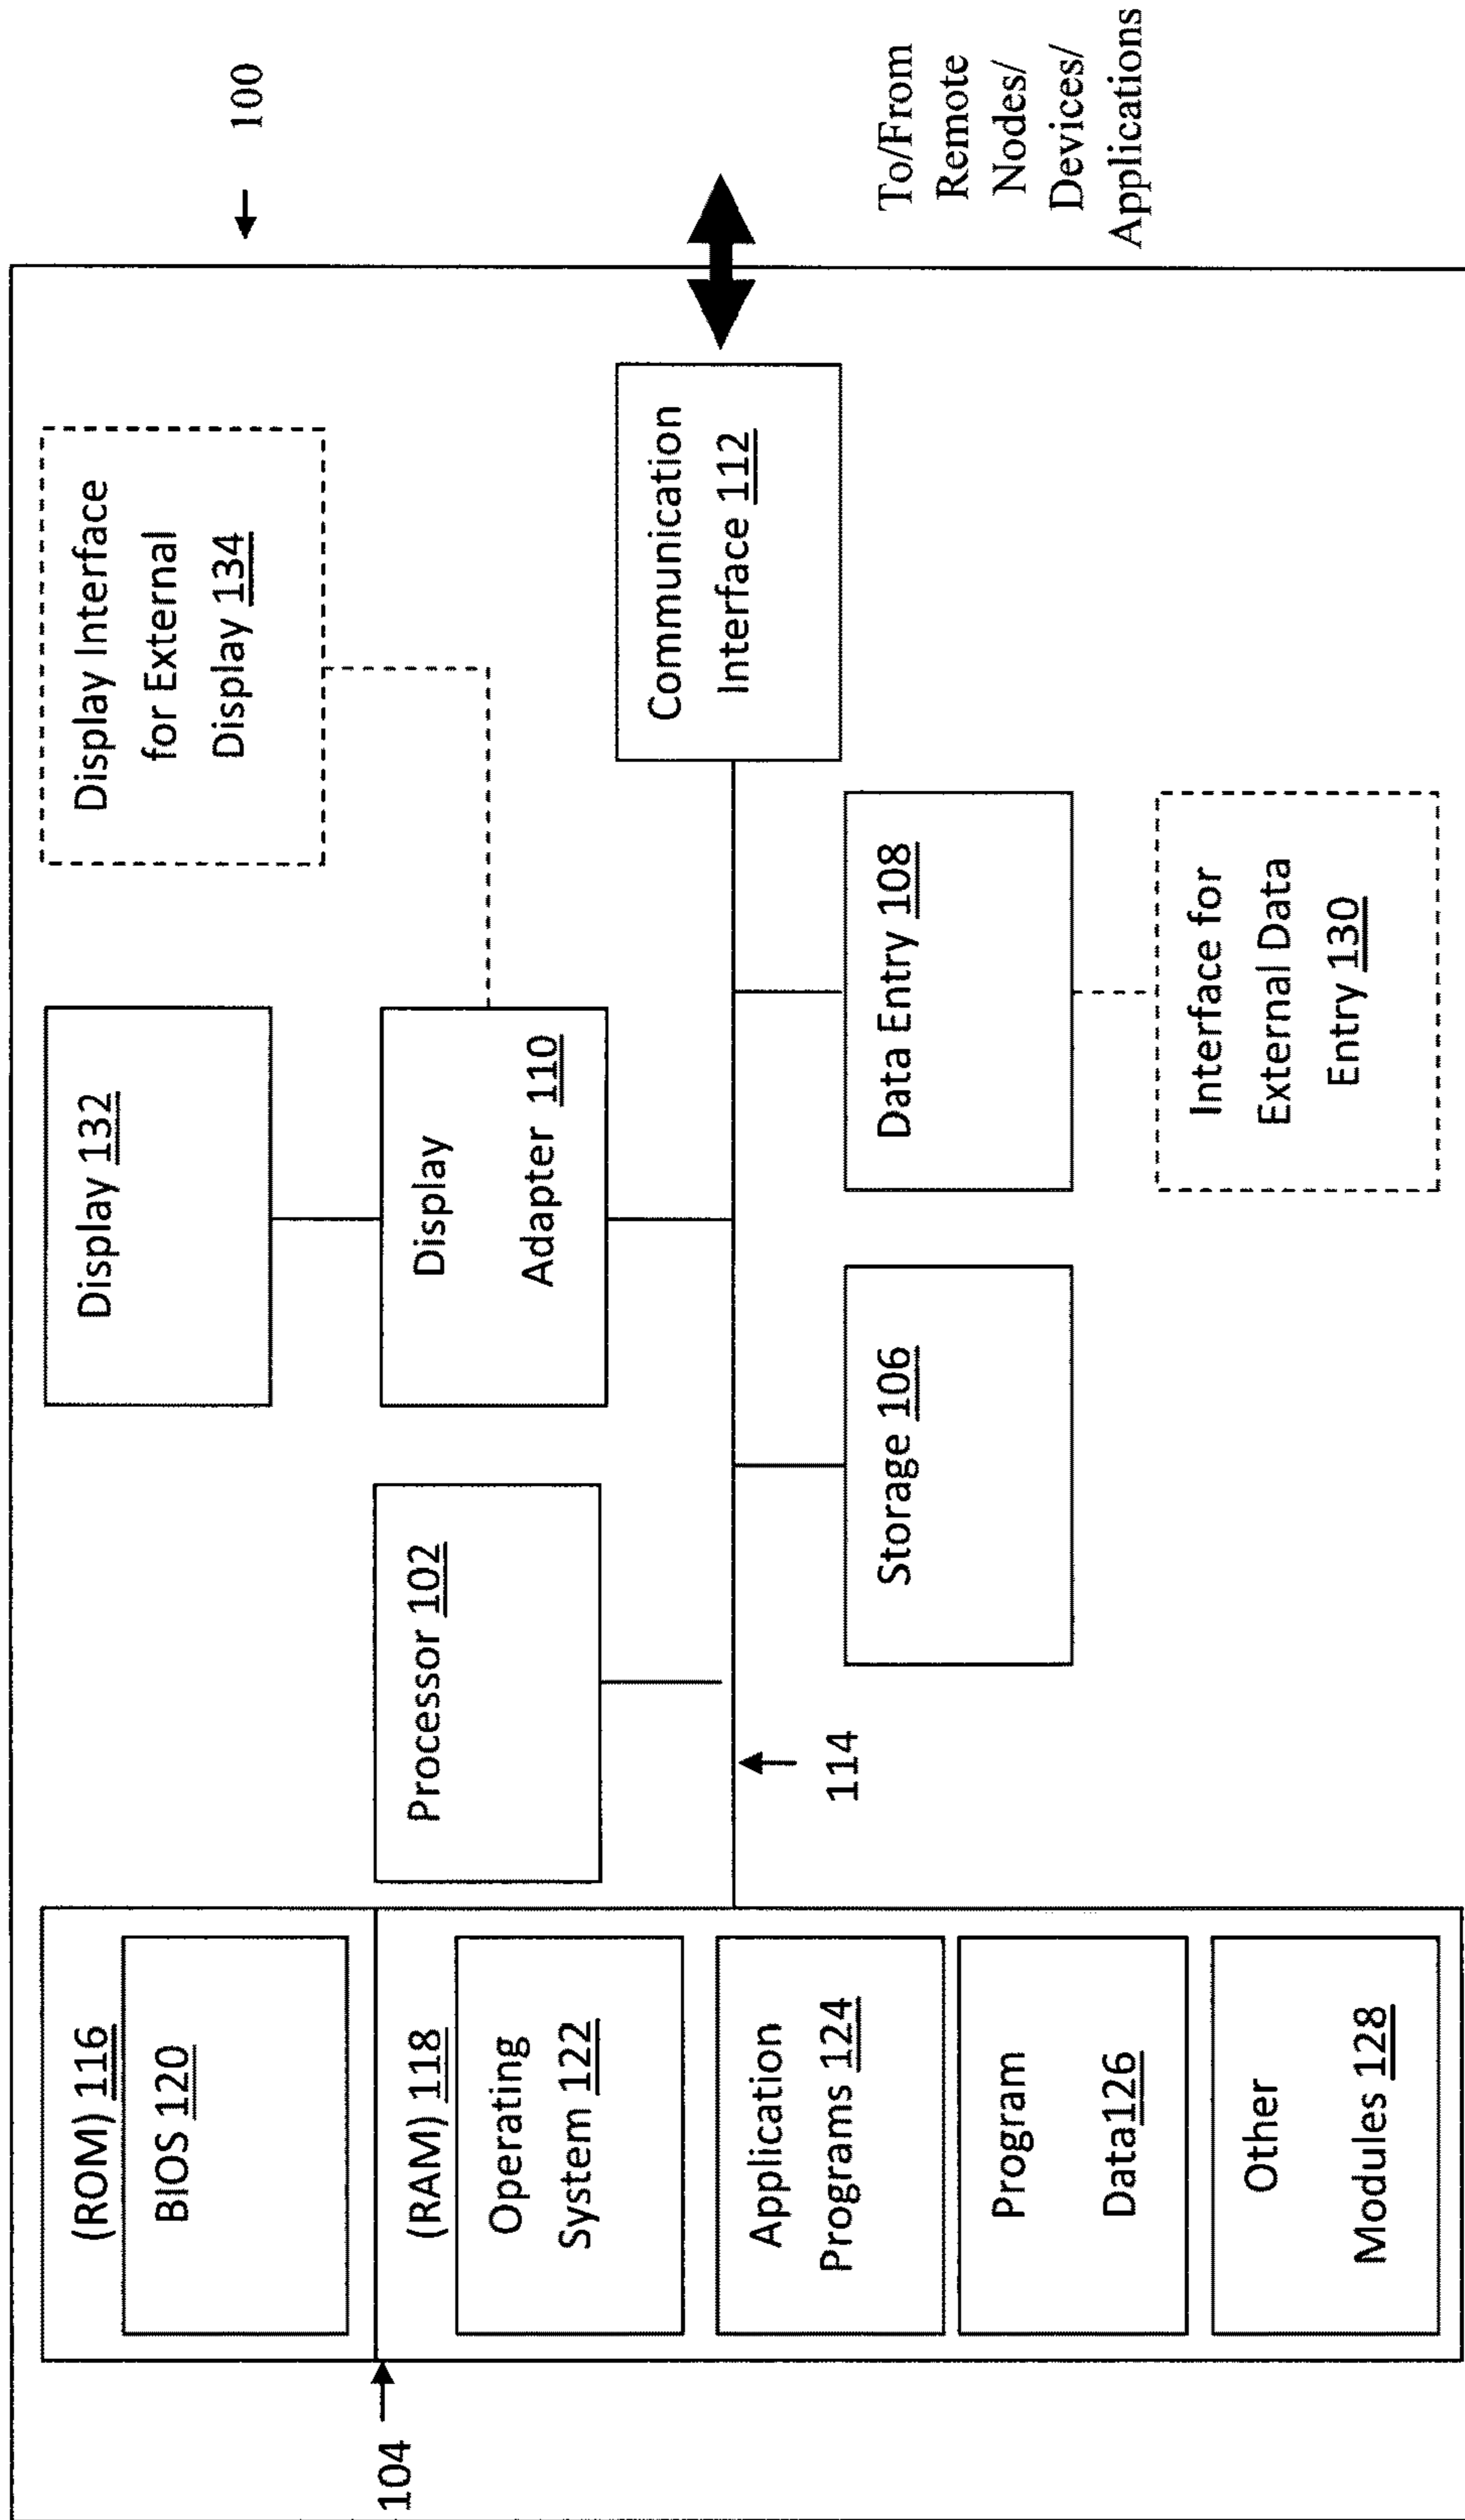 100
(ROM) 116
BIOS 120
104
(RAM) 118
Operating
System 122
Application
Programs 124
Program
Data126
Other
Modules 128
Processor 102
114
Display 132
Display
Adapter 110
Display Interface
for External
Display 134
Storage 106
Data Entry 108
Interface for
External Data
Entry 130
Communication
Interface 112
To/From
Remote
Nodes/
Devices/
Applications